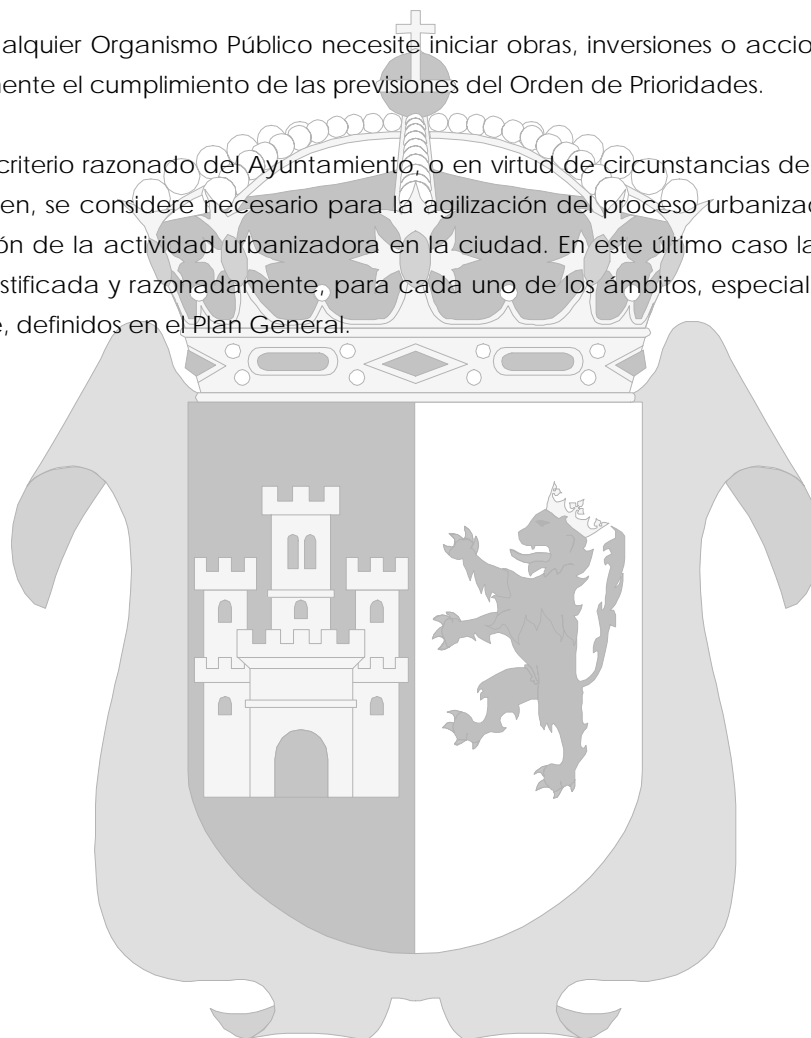 alquier Organismo Público necesite iniciar obras, inversiones o accio
ente el cumplimiento de las previsiones del Orden de Prioridades.
criterio razonado del Ayuntamiento, o en virtud de circunstancias de
en, se considere necesario para la agilización del proceso urbanizad
ón de la actividad urbanizadora en la ciudad. En este último caso la
stificada y razonadamente, para cada uno de los ámbitos, especial
, definidos en el Plan General.